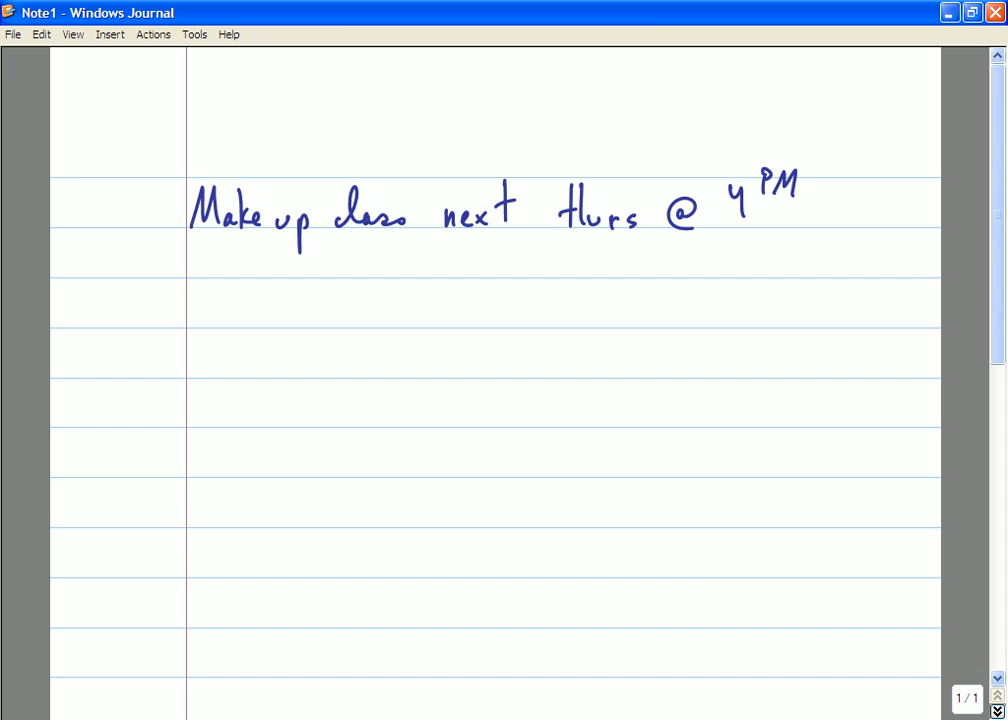 Note1 - Windows Journal
File Edit View Insert Actions Tools Help
Make up class next thurs @ 4 PM
1 / 1